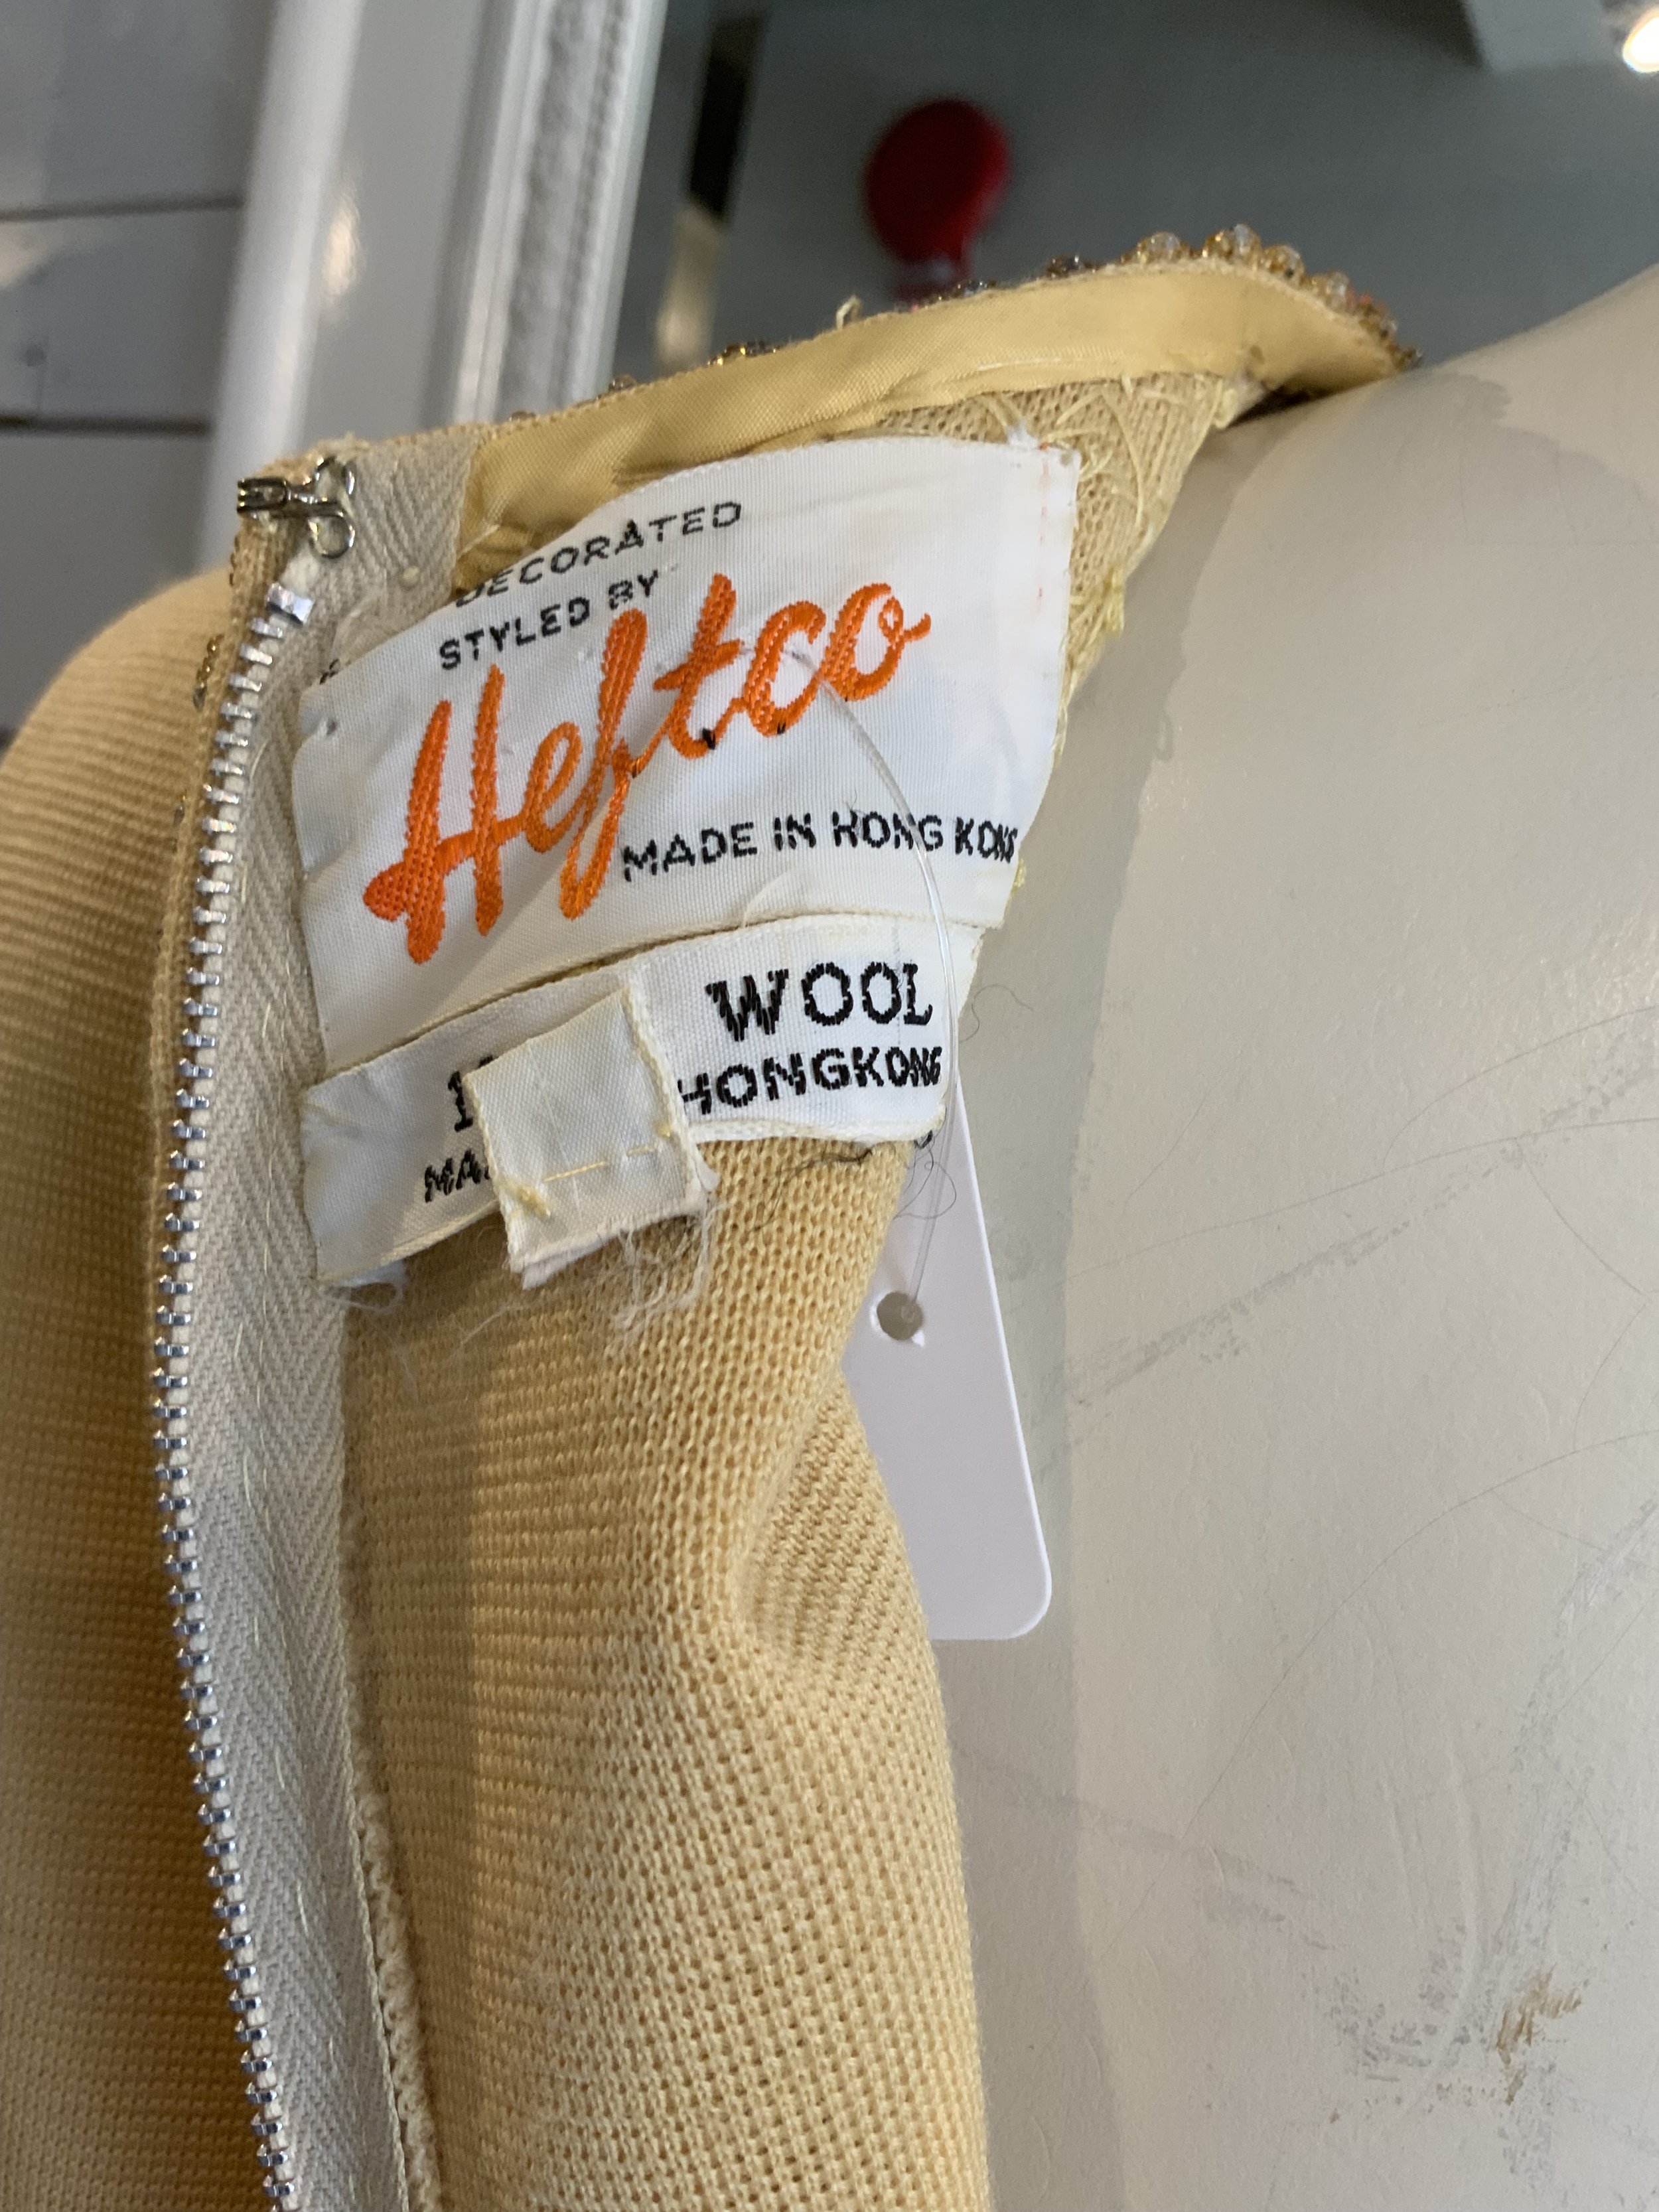 DECORATED
STYLED BY
Heftco
MADE IN HONG KONG
WOOL
HONGKONG